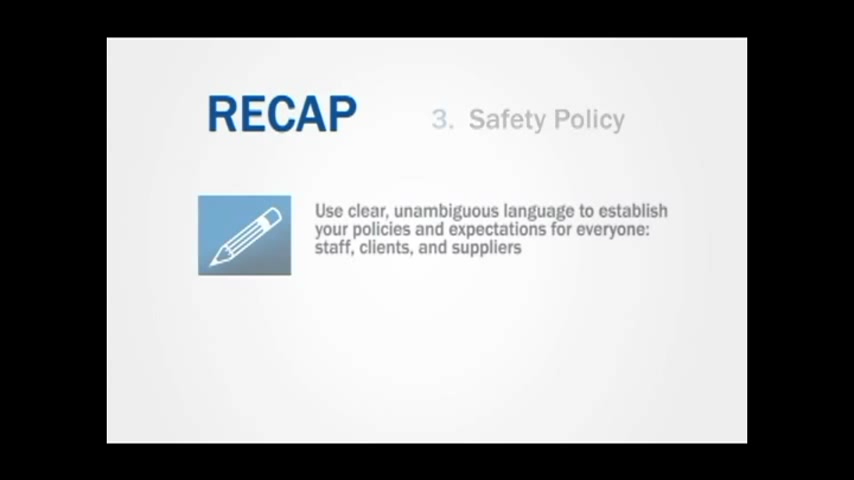 RECAP
3. Safety Policy
Use clear, unambiguous language to establish
your policies and expectations for everyone:
staff, clients, and suppliers